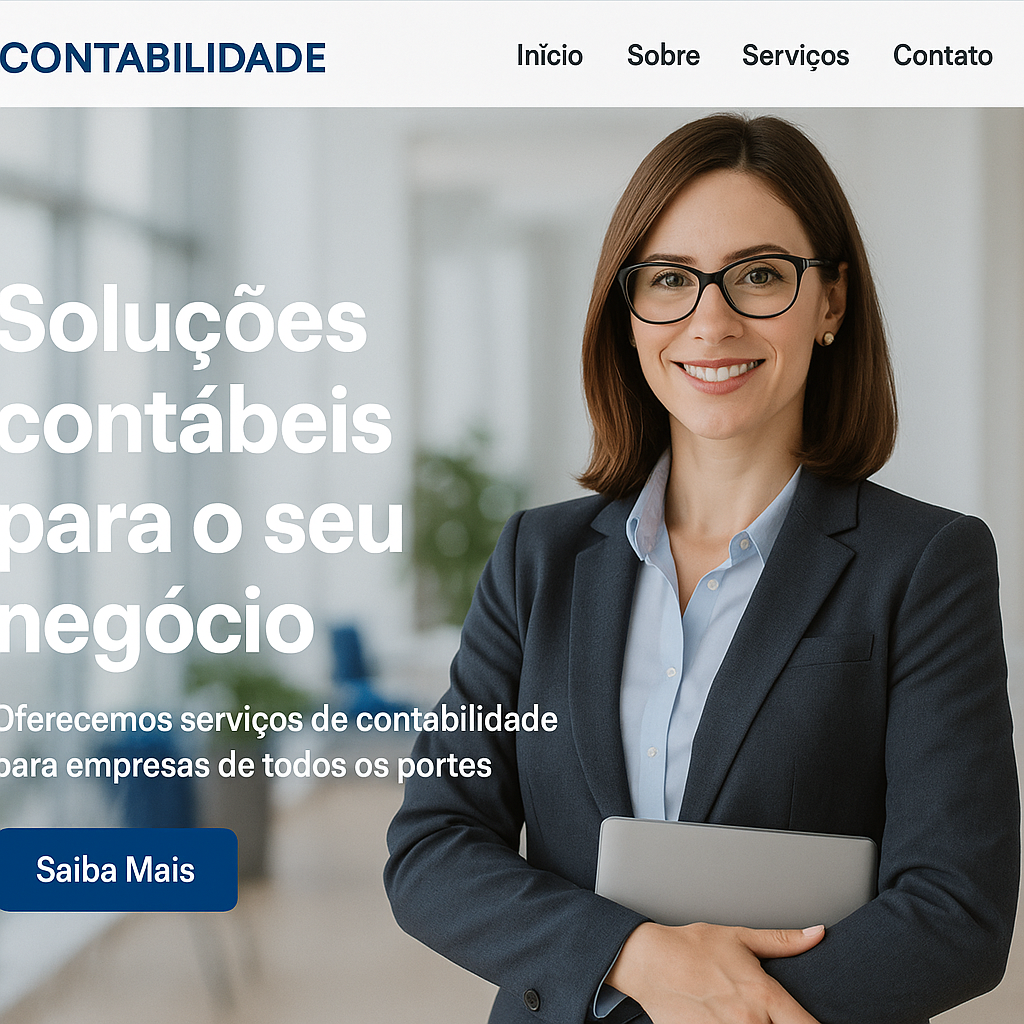 CONTABILIDADE
Início Sobre Serviços Contato
Soluções
contábeis
para o seu
negócio
Oferecemos serviços de contabilidade
para empresas de todos os portes
Saiba Mais